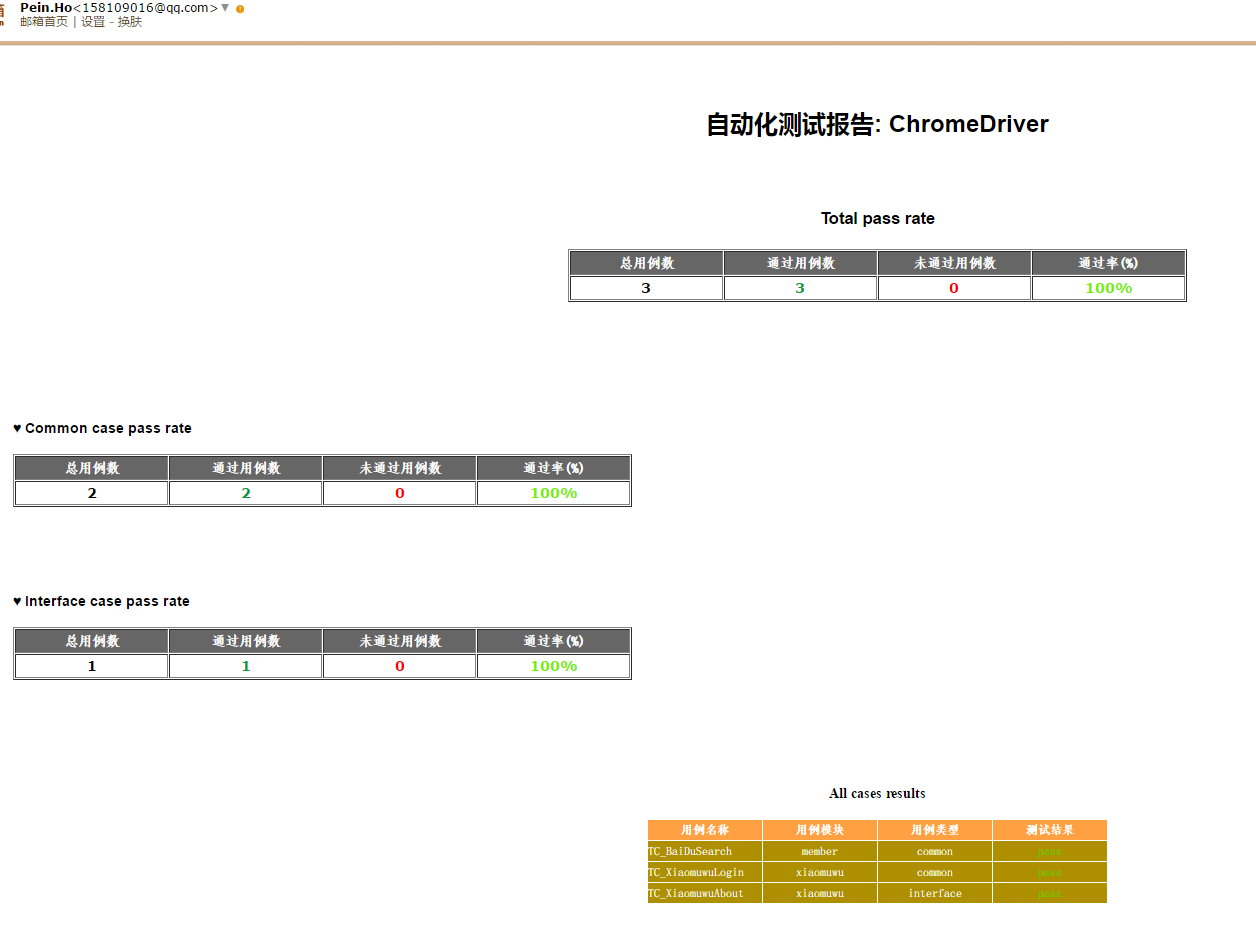 箱
Pein.Ho<158109016@qq.com>
邮箱首页 | 设置 - 换肤
自动化测试报告: ChromeDriver
Total pass rate
总用例数 通过用例数 未通过用例数 通过率(%)
3 3 0 100%
♥ Common case pass rate
总用例数 通过用例数 未通过用例数 通过率(%)
2 2 0 100%
♥ Interface case pass rate
总用例数 通过用例数 未通过用例数 通过率(%)
1 1 0 100%
All cases results
用例名称 用例模块 用例类型 测试结果
TC_BaiDuSearch member common pass
TC_XiaomuwuLogin xiaomuwu common pass
TC_XiaomuwuAbout xiaomuwu interface pass